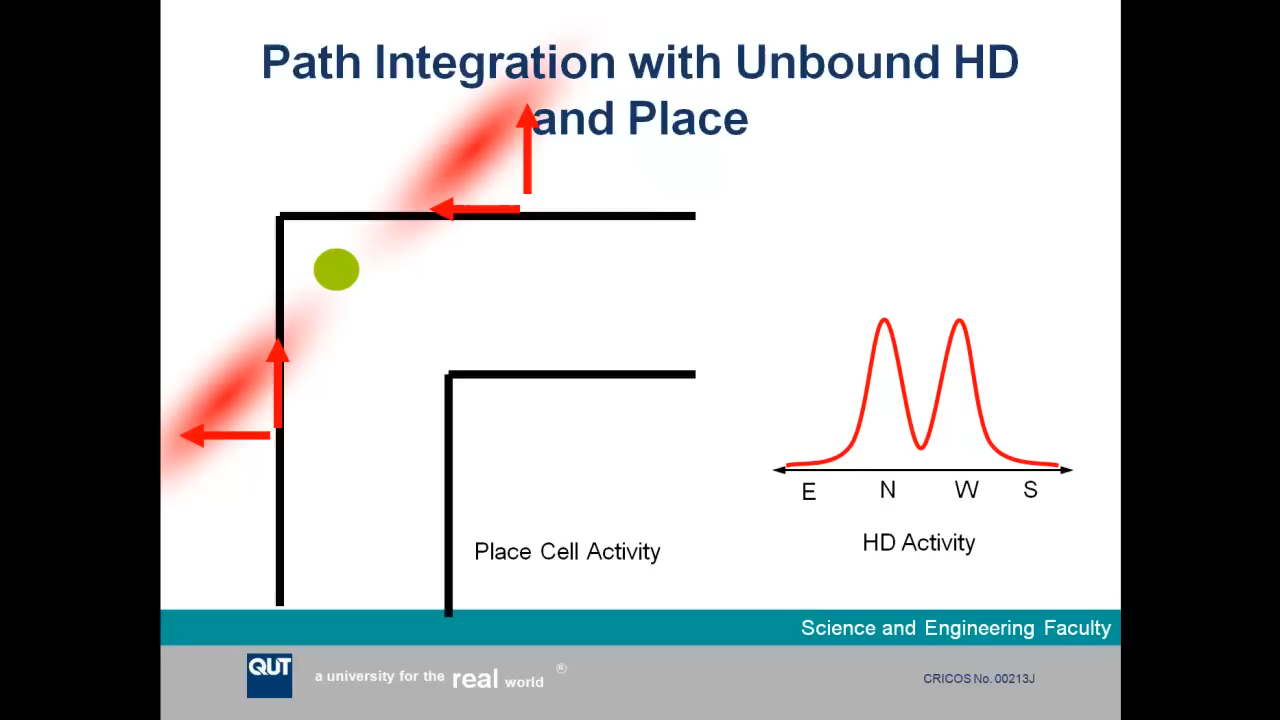 Path Integration with Unbound HD
and Place
E N W S
HD Activity
Place Cell Activity
Science and Engineering Faculty
QUT
a university for the real world ®
CRICOS No. 00213J